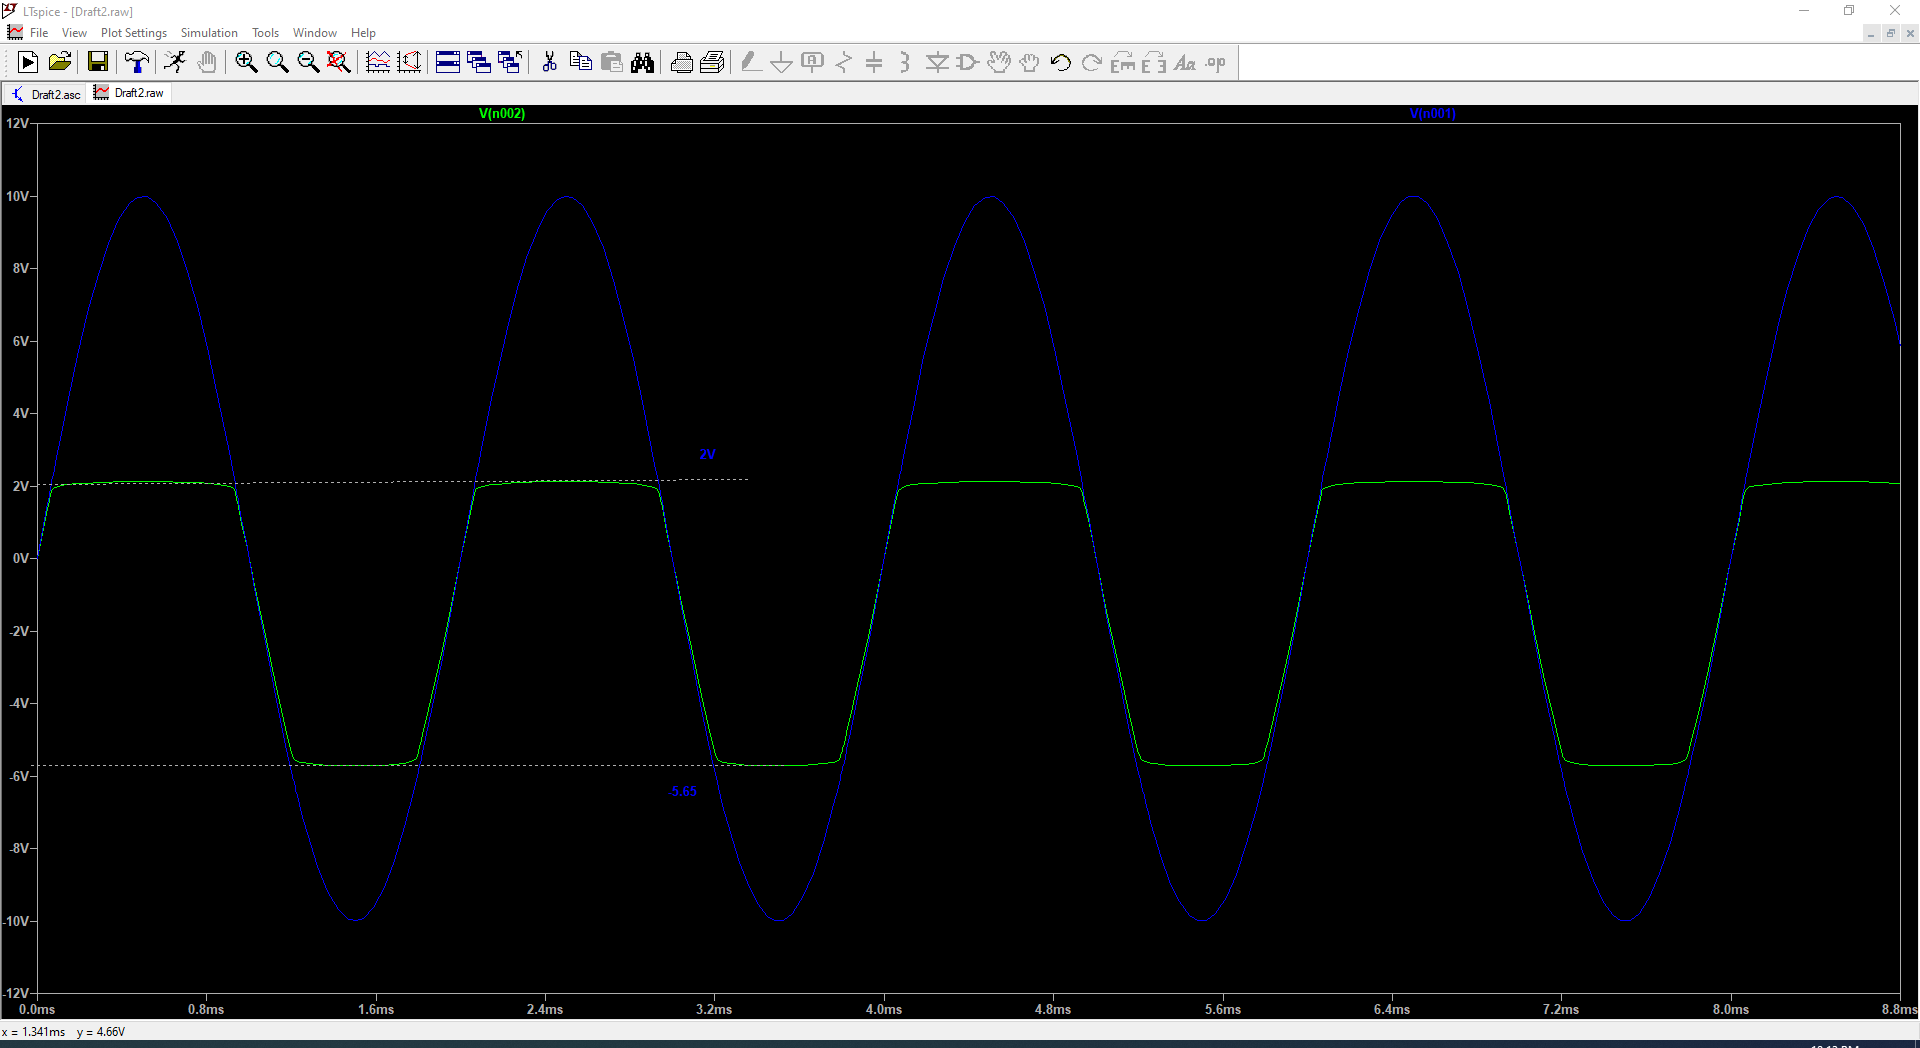 LTspice - [Draft2.raw]
File View Plot Settings Simulation Tools Window Help
Draft2.asc Draft2.raw
V(n002) V(n001)
12V
10V
8V
6V
4V
2V
2V
0V
-2V
-4V
-6V
-5.65
-8V
-10V
-12V
0.0ms 0.8ms 1.6ms 2.4ms 3.2ms 4.0ms 4.8ms 5.6ms 6.4ms 7.2ms 8.0ms 8.8ms
x = 1.341ms y = 4.66V